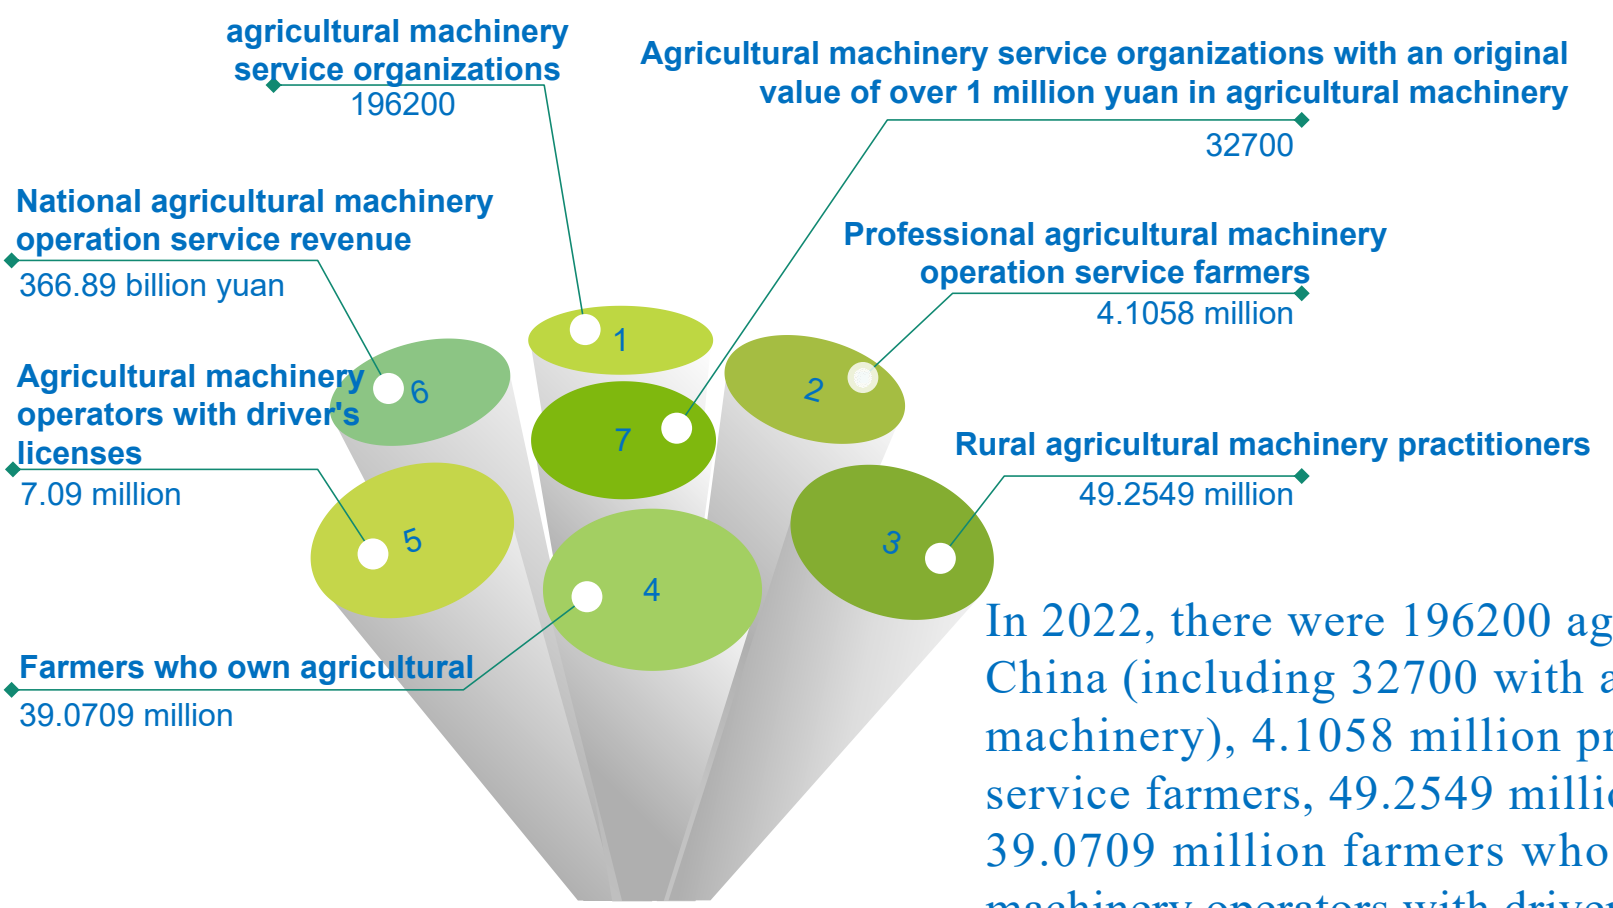 agricultural machinery
service organizations
196200
Agricultural machinery service organizations with an original
value of over 1 million yuan in agricultural machinery
32700
National agricultural machinery
operation service revenue
366.89 billion yuan
Professional agricultural machinery
operation service farmers
4.1058 million
Agricultural machinery
operators with driver's
licenses
7.09 million
Rural agricultural machinery practitioners
49.2549 million
Farmers who own agricultural
39.0709 million
1
6
2
7
5
3
4
In 2022, there were 196200 ag
China (including 32700 with a
machinery), 4.1058 million pr
service farmers, 49.2549 millio
39.0709 million farmers who
machinery operators with driver